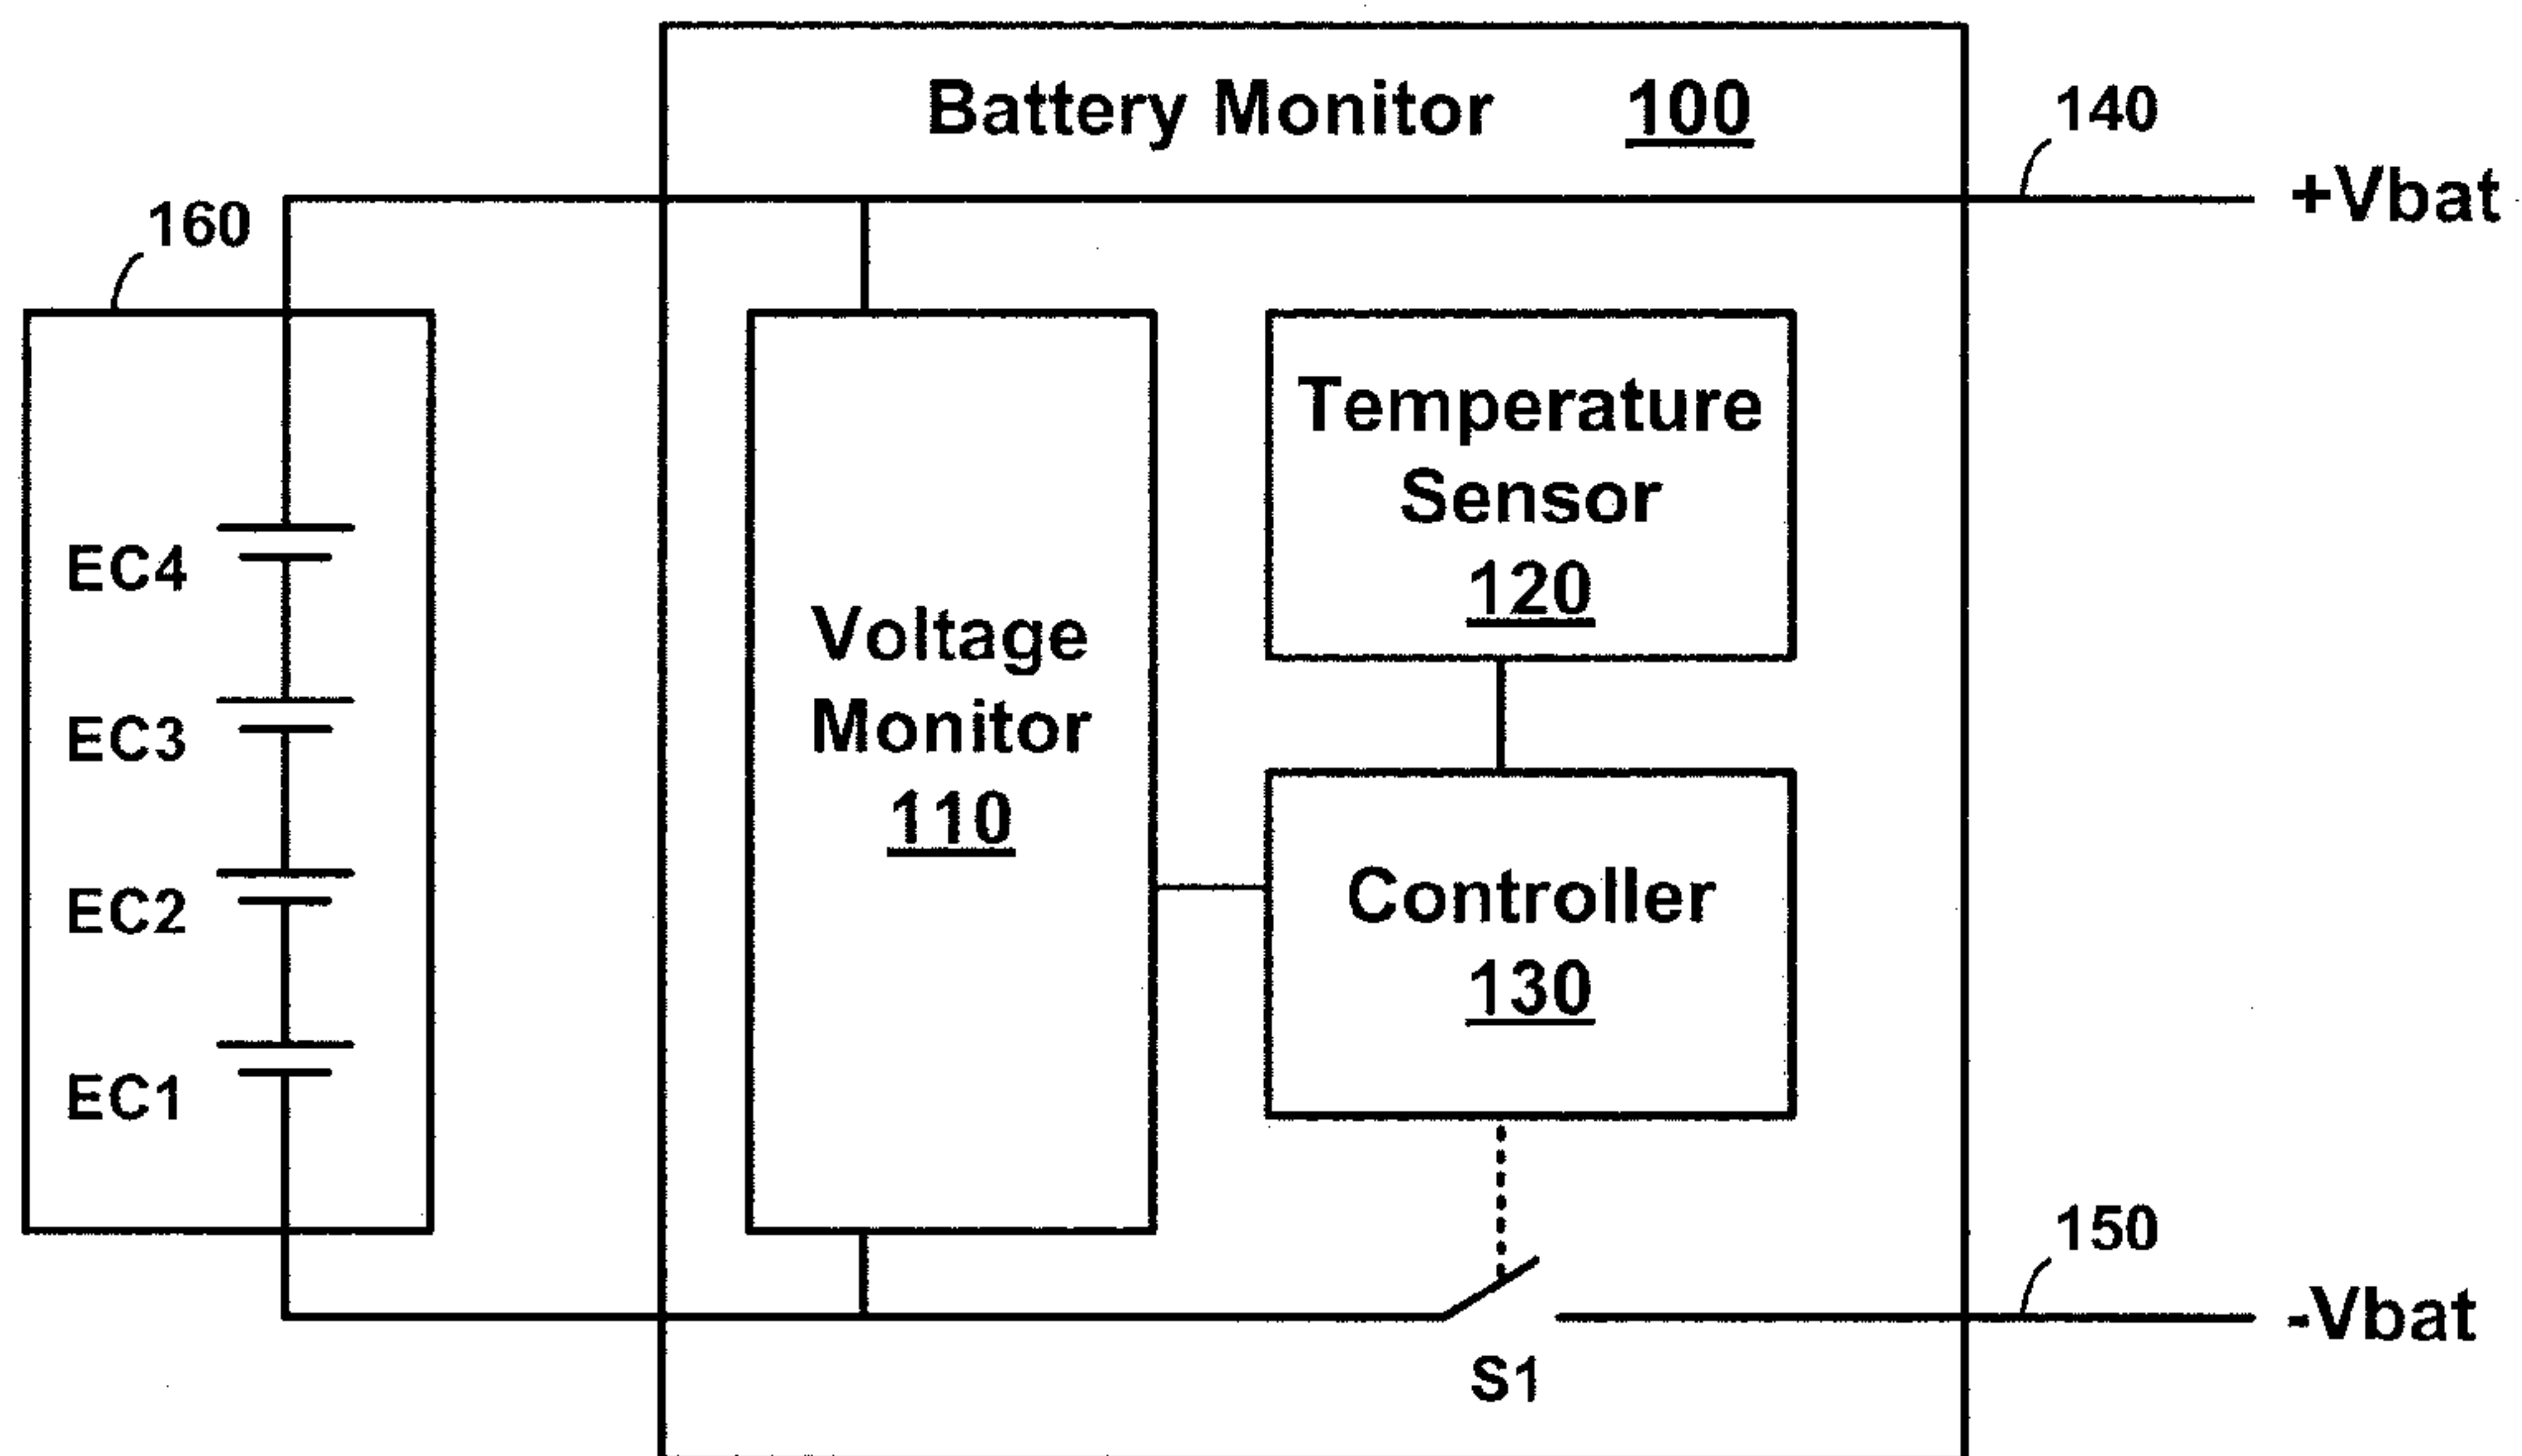 Battery Monitor 100
140
+Vbat
160
Temperature
Sensor
120
EC4
Voltage
Monitor
110
EC3
Controller
130
EC2
EC1
150
-Vbat
S1